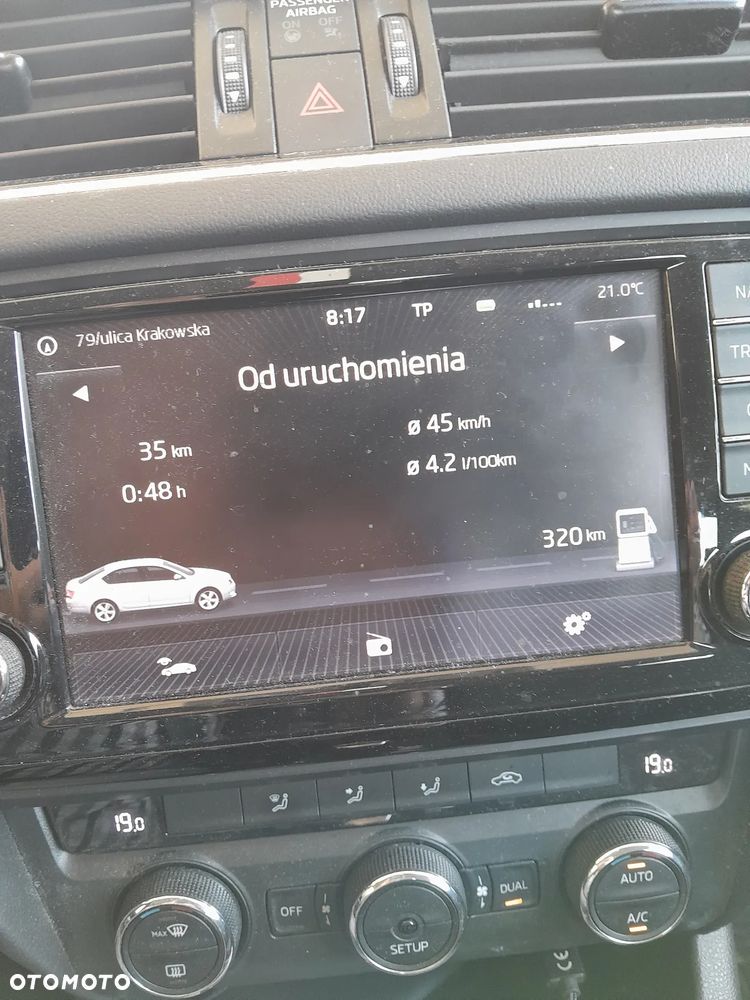 PASSENGER
AIRBAG
ON OFF
79/ulica Krakowska
8:17
TP
21.0°C
Od uruchomienia
35 km
ø 45 km/h
0:48 h
ø 4.2 l/100km
320 km
TR
19.0
19.0
OFF
DUAL
AUTO
A/C
MAX
SETUP
OTOMOTO